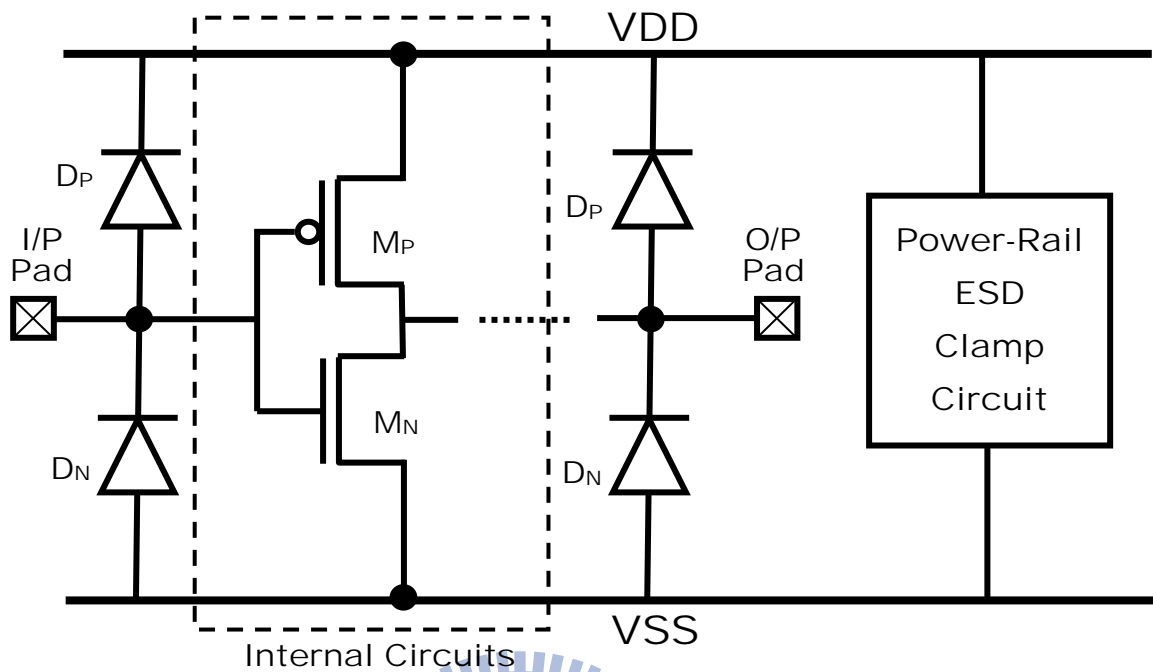 VDD
DP
I/P
Pad
MP
MN
DN
DP
O/P
Pad
DN
Power-Rail
ESD
Clamp
Circuit
VSS
Internal Circuits